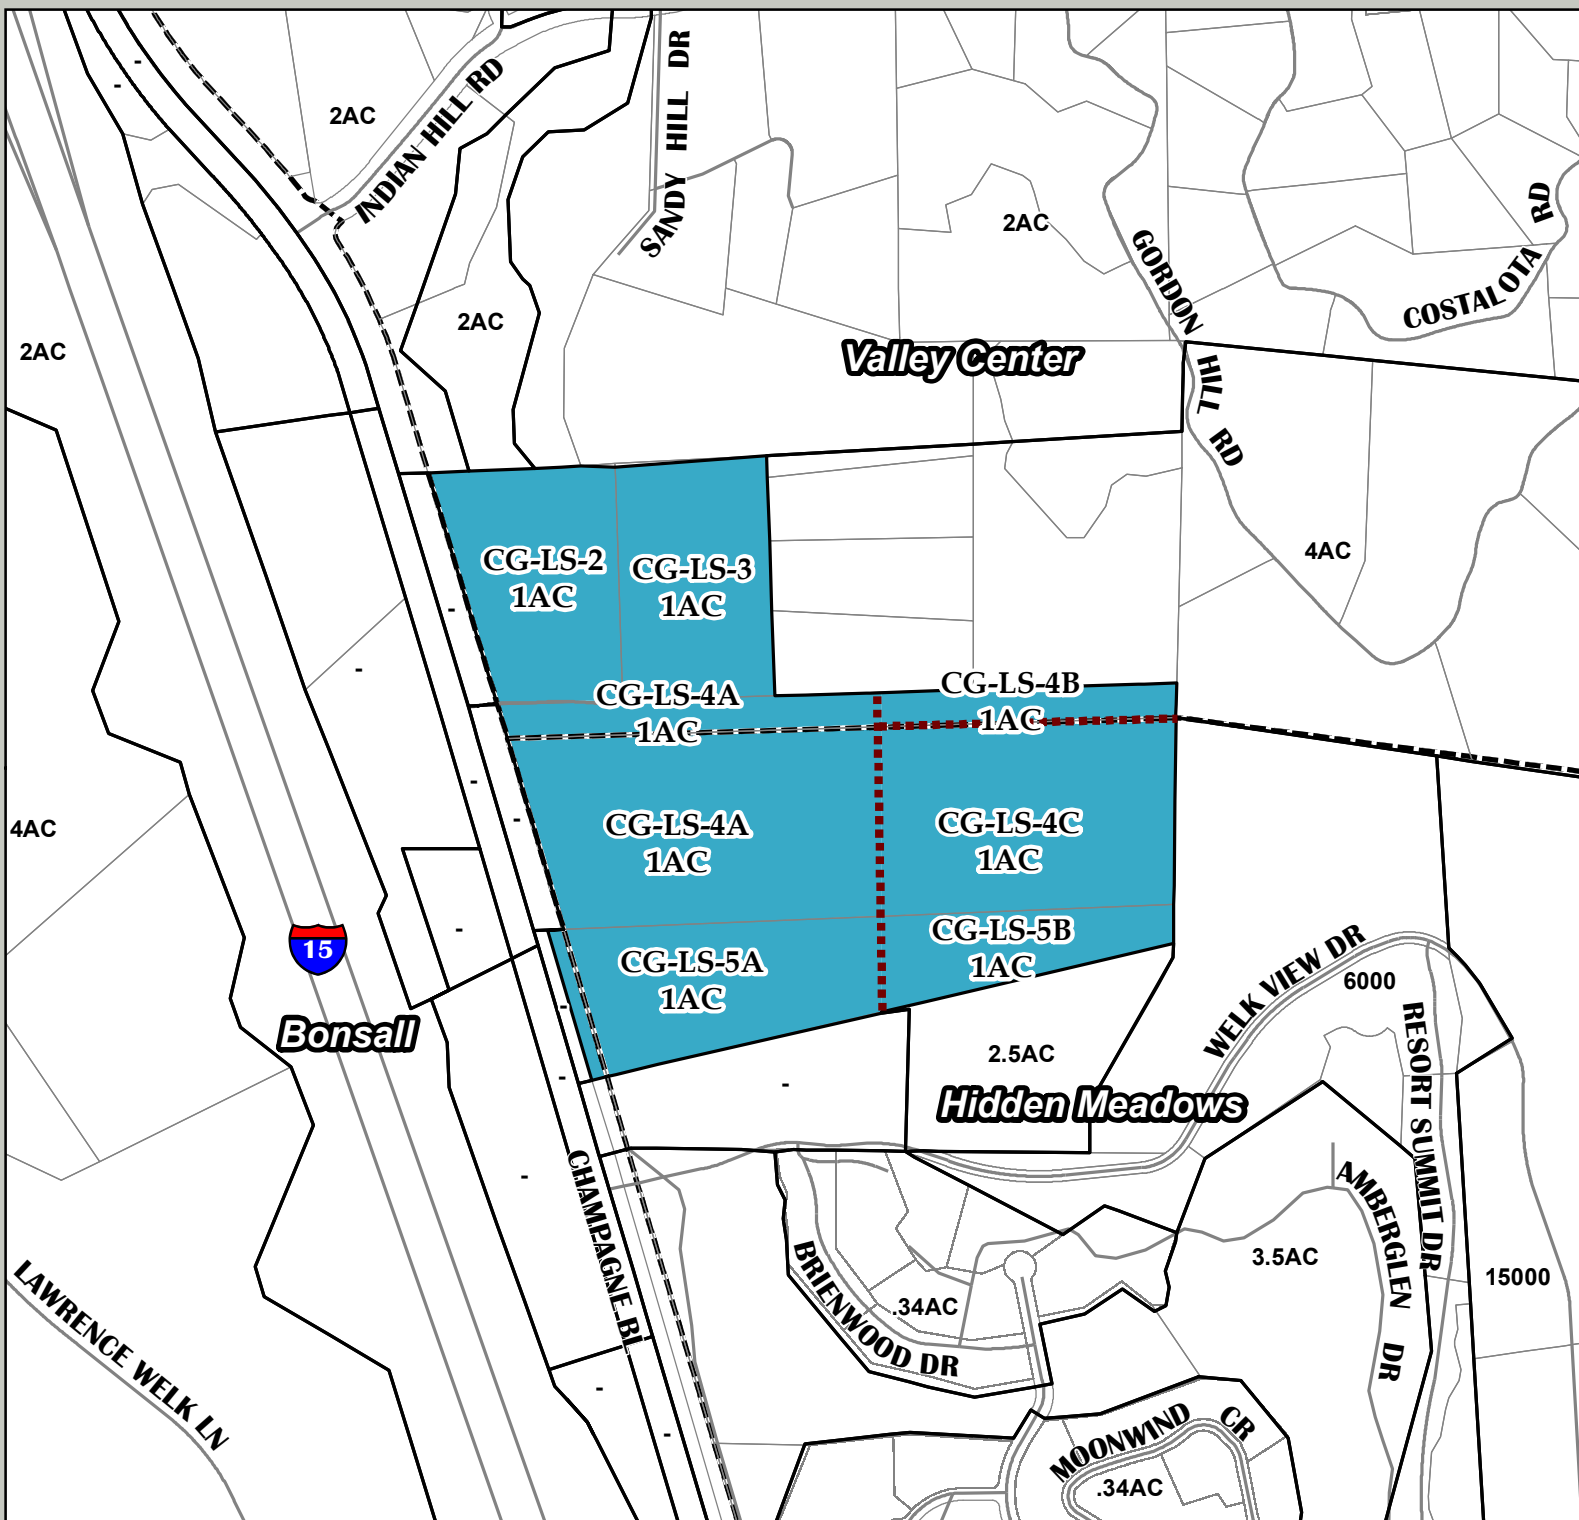 INDIAN HILL RD
SANDY HILL DR
2AC
2AC
GORDON HILL RD
COSTALOTA RD
2AC
2AC
Valley Center
CG-LS-2
1AC
CG-LS-3
1AC
4AC
CG-LS-4A
1AC
CG-LS-4B
1AC
4AC
CG-LS-4A
1AC
CG-LS-4C
1AC
15
CG-LS-5A
1AC
CG-LS-5B
1AC
WELK VIEW DR
6000
Bonsall
2.5AC
RESORT SUMMIT DR
Hidden Meadows
CHAMPAGNE BL
AMBERGLEN DR
LAWRENCE WELK LN
BRIENWOOD DR
.34AC
3.5AC
15000
MOONWIND CR
.34AC